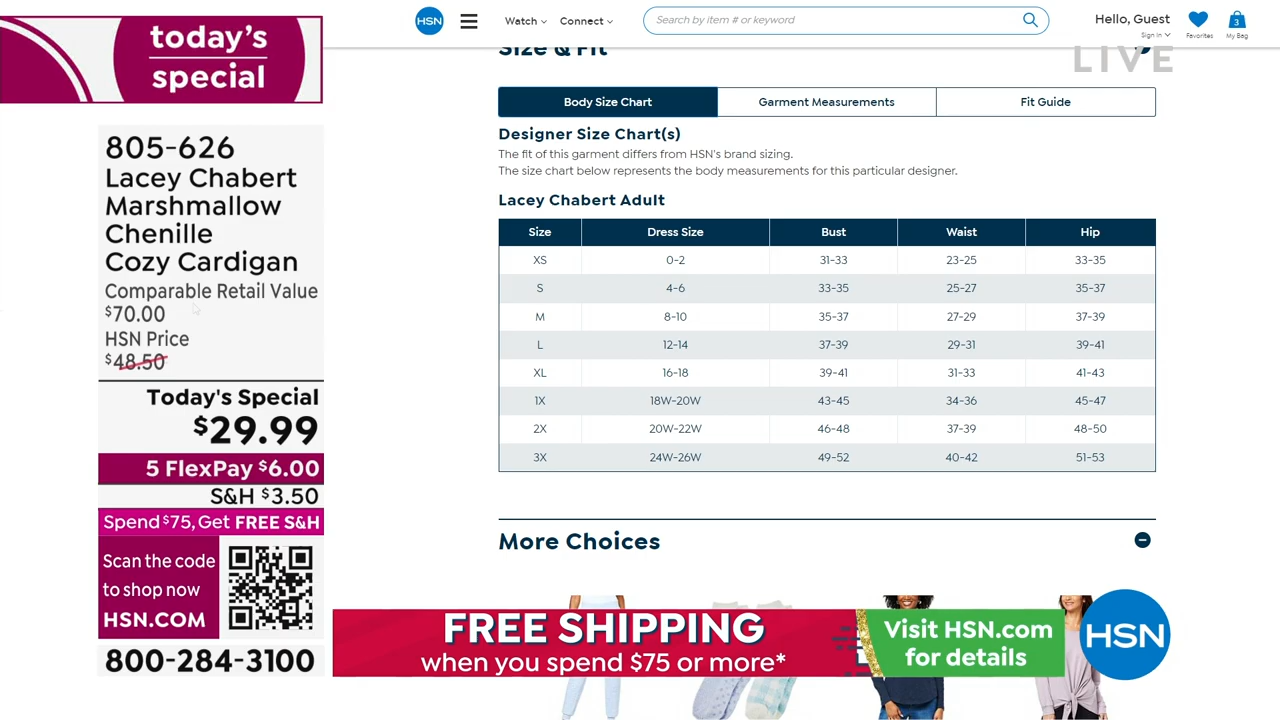 today's
special
805-626
Lacey Chabert
Marshmallow
Chenille
Cozy Cardigan
Comparable Retail Value
$70.00
HSN Price
$48.50
Today's Special
$29.99
5 FlexPay $6.00
S&H $3.50
Spend $75, Get FREE S&H
Scan the code
to shop now
HSN.COM
800-284-3100
HSN
Watch
Connect
Search by item # or keyword
Hello, Guest
Sign in
Favorites
3
My Bag
LIVE
Size & Fit
Body Size Chart Garment Measurements Fit Guide
Designer Size Chart(s)
The fit of this garment differs from HSN's brand sizing.
The size chart below represents the body measurements for this particular designer.
Lacey Chabert Adult
Size Dress Size Bust Waist Hip
XS 0-2 31-33 23-25 33-35
S 4-6 33-35 25-27 35-37
M 8-10 35-37 27-29 37-39
L 12-14 37-39 29-31 39-41
XL 16-18 39-41 31-33 41-43
1X 18W-20W 43-45 34-36 45-47
2X 20W-22W 46-48 37-39 48-50
3X 24W-26W 49-52 40-42 51-53
More Choices
FREE SHIPPING
when you spend $75 or more*
Visit HSN.com
for details
HSN